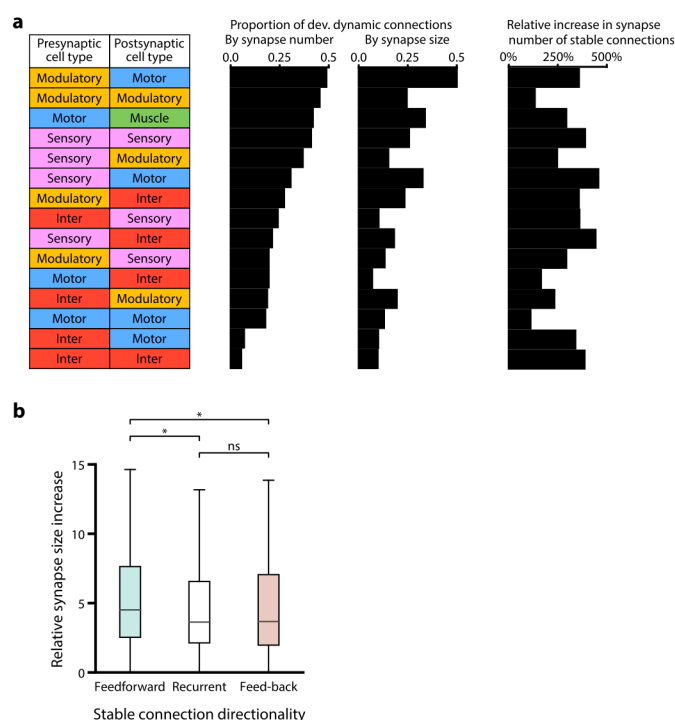 a
Proportion of dev. dynamic connections
By synapse number By synapse size
Relative increase in synapse
number of stable connections
Presynaptic cell type Postsynaptic cell type
0.0 0.25 0.5 0.0 0.25 0.5 0% 250% 500%
Modulatory Motor
Modulatory Modulatory
Motor Muscle
Sensory Sensory
Sensory Modulatory
Sensory Motor
Modulatory Inter
Inter Sensory
Sensory Inter
Modulatory Sensory
Motor Inter
Inter Modulatory
Motor Motor
Inter Motor
Inter Inter
b
*
*
ns
Relative synapse size increase
15
10
5
0
Feedforward Recurrent Feed-back
Stable connection directionality